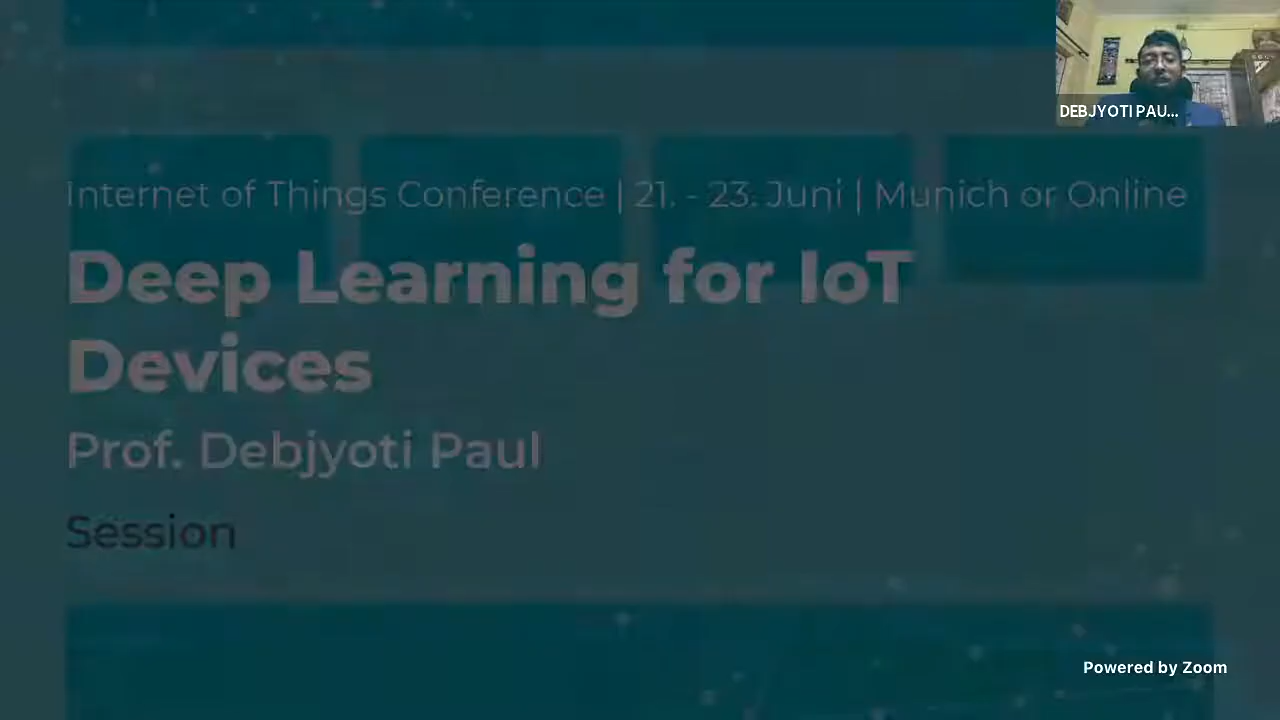 DEBJYOTI PAU...
Internet of Things Conference | 21. - 23. Juni | Munich or Online
Deep Learning for IoT
Devices
Prof. Debjyoti Paul
Session
Powered by Zoom